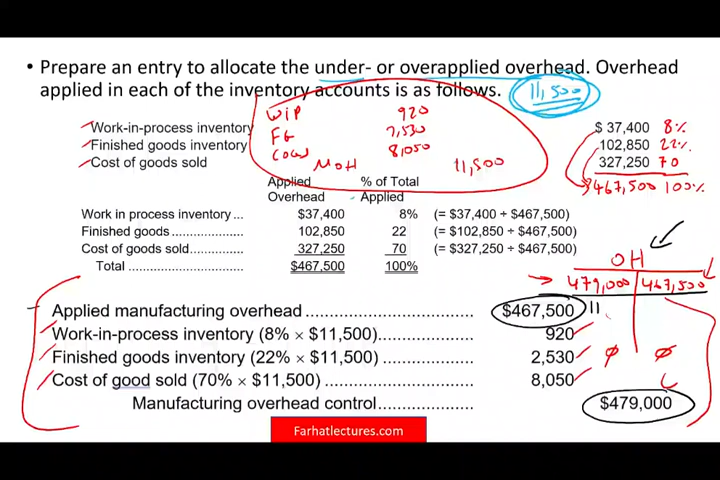 • Prepare an entry to allocate the under- or overapplied overhead. Overhead
applied in each of the inventory accounts is as follows. 11,500
WiP 920
FG 2,530
COGS 8,050
MOH 11,500
Work-in-process inventory $ 37,400 8%
Finished goods inventory 102,850 22%
Cost of goods sold 327,250 70
$467,500 100%
Applied % of Total
Overhead Applied
Work in process inventory... $37,400 8% (= $37,400 ÷ $467,500)
Finished goods ..................... 102,850 22 (= $102,850 ÷ $467,500)
Cost of goods sold............... 327,250 70 (= $327,250 ÷ $467,500)
Total ................................ $467,500 100%
OH
479,000 467,500
Applied manufacturing overhead ................................ $467,500 11
Work-in-process inventory (8% × $11,500)..................... 920
Finished goods inventory (22% × $11,500) ..................... 2,530 ø ø
Cost of good sold (70% × $11,500) ................................ 8,050
Manufacturing overhead control...................... $479,000
Farhatlectures.com